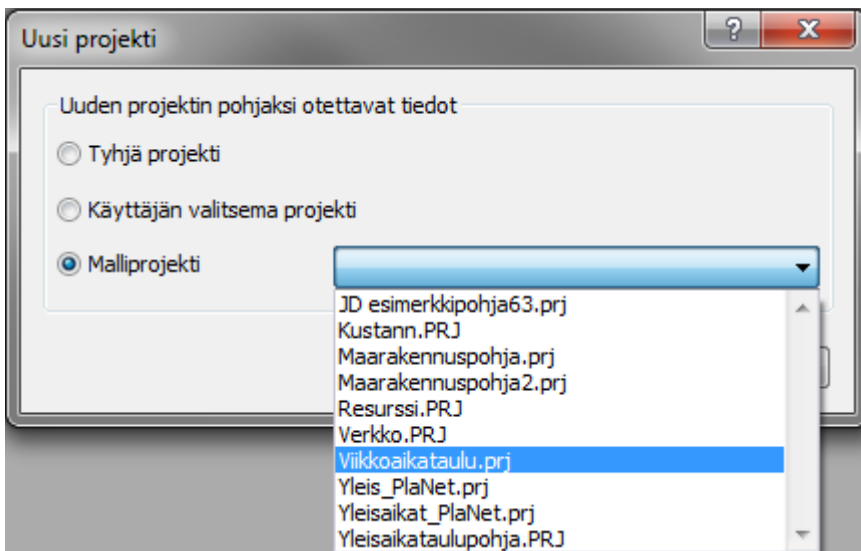 Uusi projekti
Uuden projektin pohjaksi otettavat tiedot
Tyhjä projekti
Käyttäjän valitsema projekti
Malliprojekti
JD esimerkkipohja63.prj
Kustann.PRJ
Maarakennuspohja.prj
Maarakennuspohja2.prj
Resurssi.PRJ
Verkko.PRJ
Viikkoaikataulu.prj
Yleis_PlaNet.prj
Yleisaikat_PlaNet.prj
Yleisaikataulupohja.PRJ